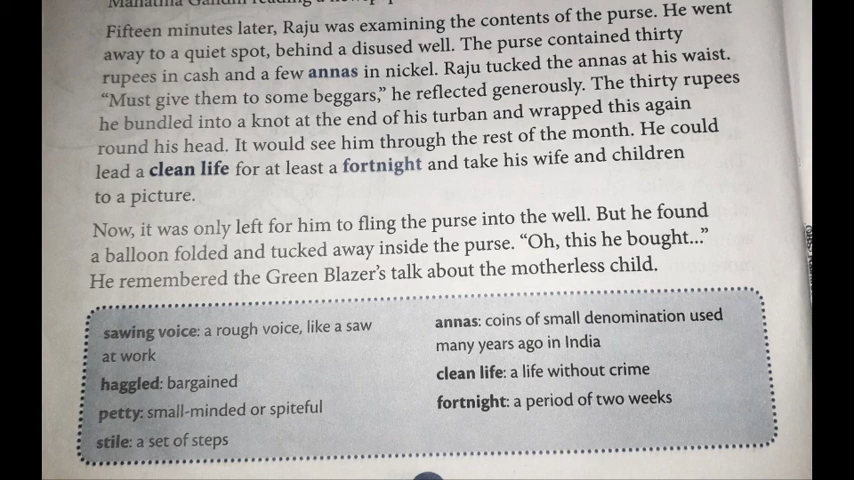 Mahatma Gandhi reading a
Fifteen minutes later, Raju was examining the contents of the purse. He went
away to a quiet spot, behind a disused well. The purse contained thirty
rupees in cash and a few annas in nickel. Raju tucked the annas at his waist.
“Must give them to some beggars,” he reflected generously. The thirty rupees
he bundled into a knot at the end of his turban and wrapped this again
round his head. It would see him through the rest of the month. He could
lead a clean life for at least a fortnight and take his wife and children
to a picture.
Now, it was only left for him to fling the purse into the well. But he found
a balloon folded and tucked away inside the purse. “Oh, this he bought...”
He remembered the Green Blazer’s talk about the motherless child.
sawing voice: a rough voice, like a saw
at work
haggled: bargained
petty: small-minded or spiteful
stile: a set of steps
annas: coins of small denomination used
many years ago in India
clean life: a life without crime
fortnight: a period of two weeks